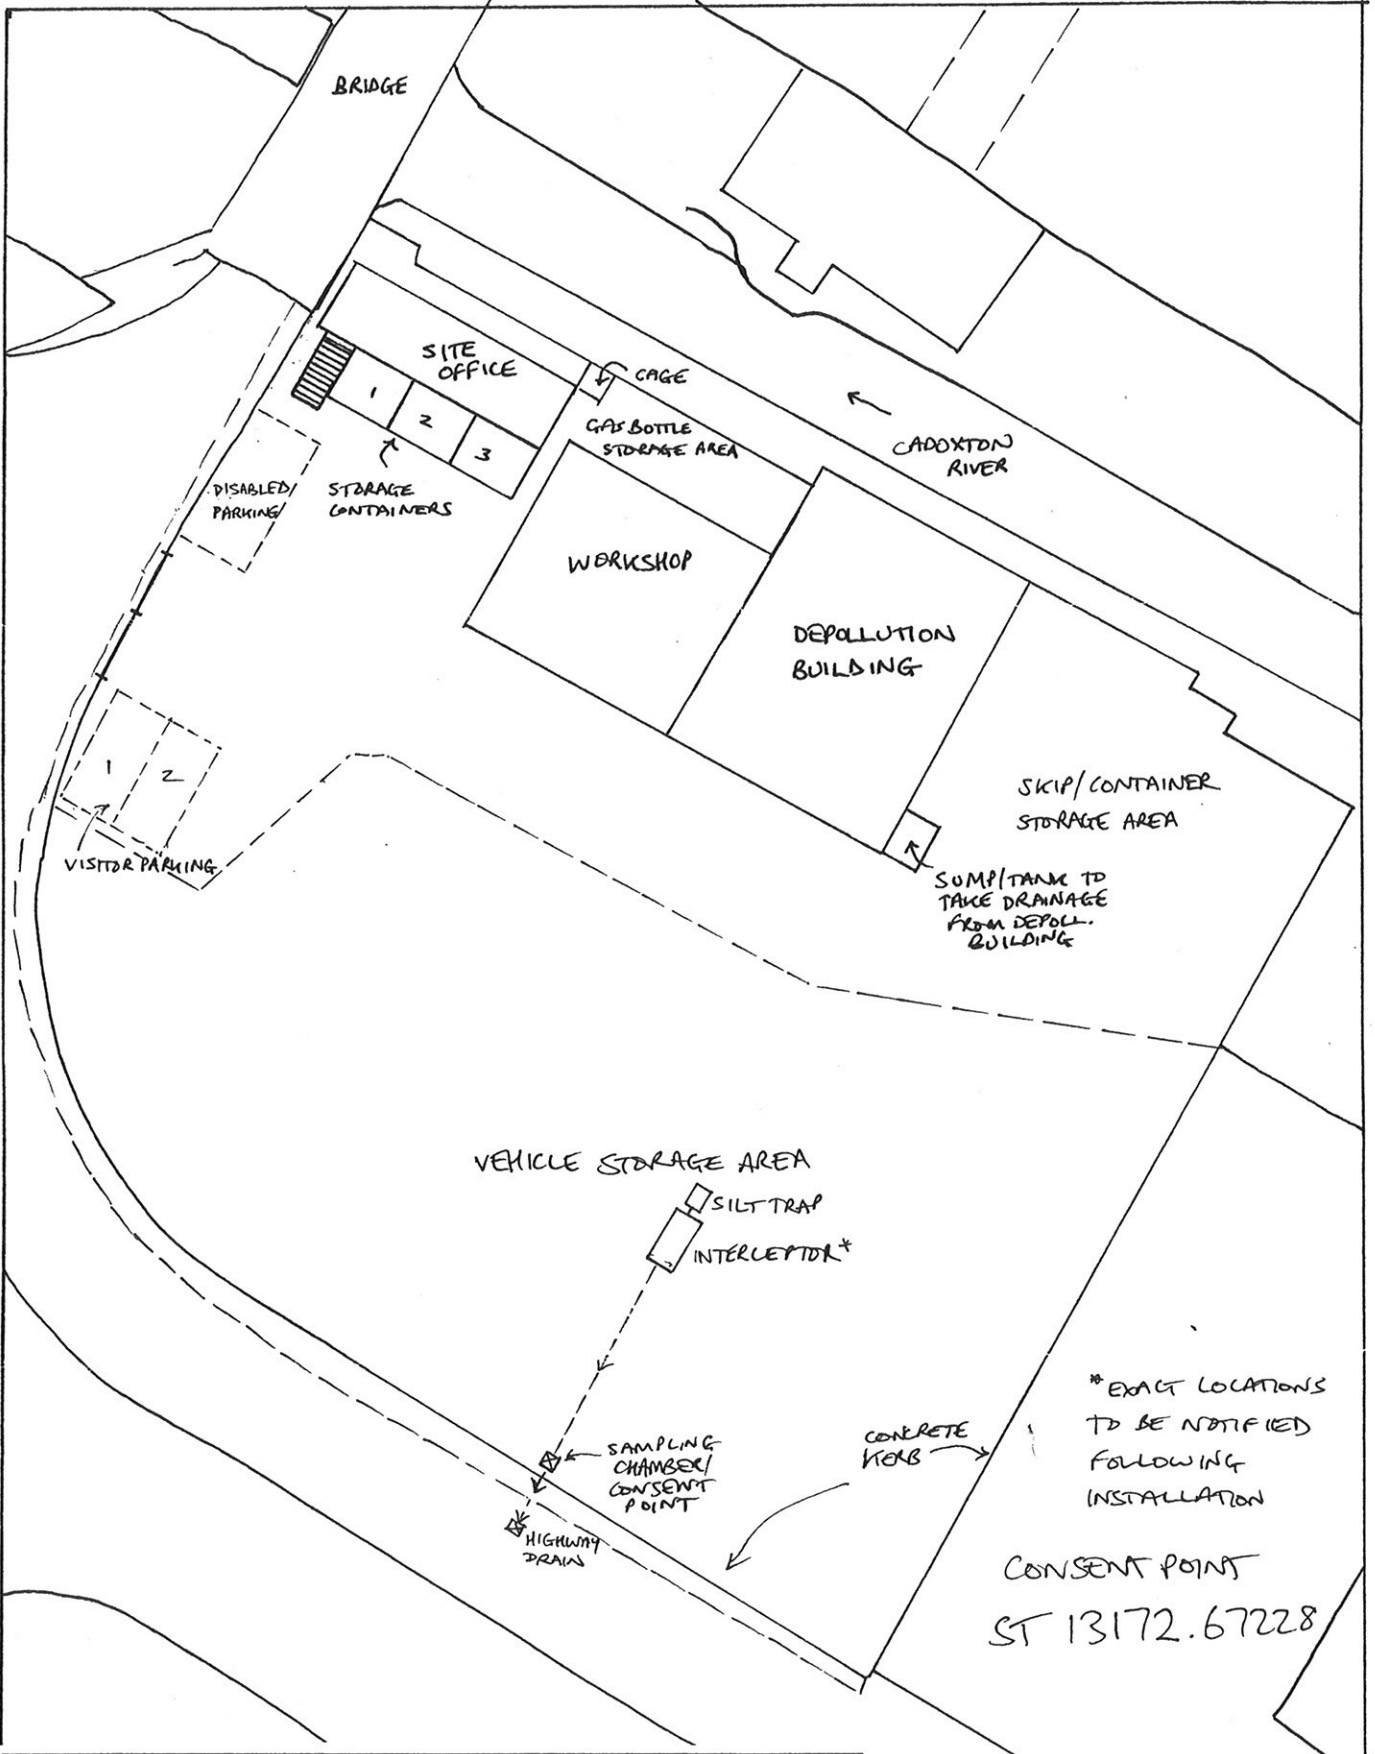 BRIDGE
SITE
OFFICE
1
2
3
CAGE
GAS BOTTLE
STORAGE AREA
CADOXTON
RIVER
DISABLED
PARKING
STORAGE
CONTAINERS
WORKSHOP
DEPOLLUTION
BUILDING
1
2
VISITOR PARKING
SKIP/CONTAINER
STORAGE AREA
SUMP/TANK TO
TAKE DRAINAGE
FROM DEPOLL.
BUILDING
VEHICLE STORAGE AREA
SILT TRAP
INTERCEPTOR*
SAMPLING
CHAMBER/
CONSENT
POINT
HIGHWAY
DRAIN
CONCRETE
KERB
*EXACT LOCATIONS
TO BE NOTIFIED
FOLLOWING
INSTALLATION
CONSENT POINT
ST 13172.67228